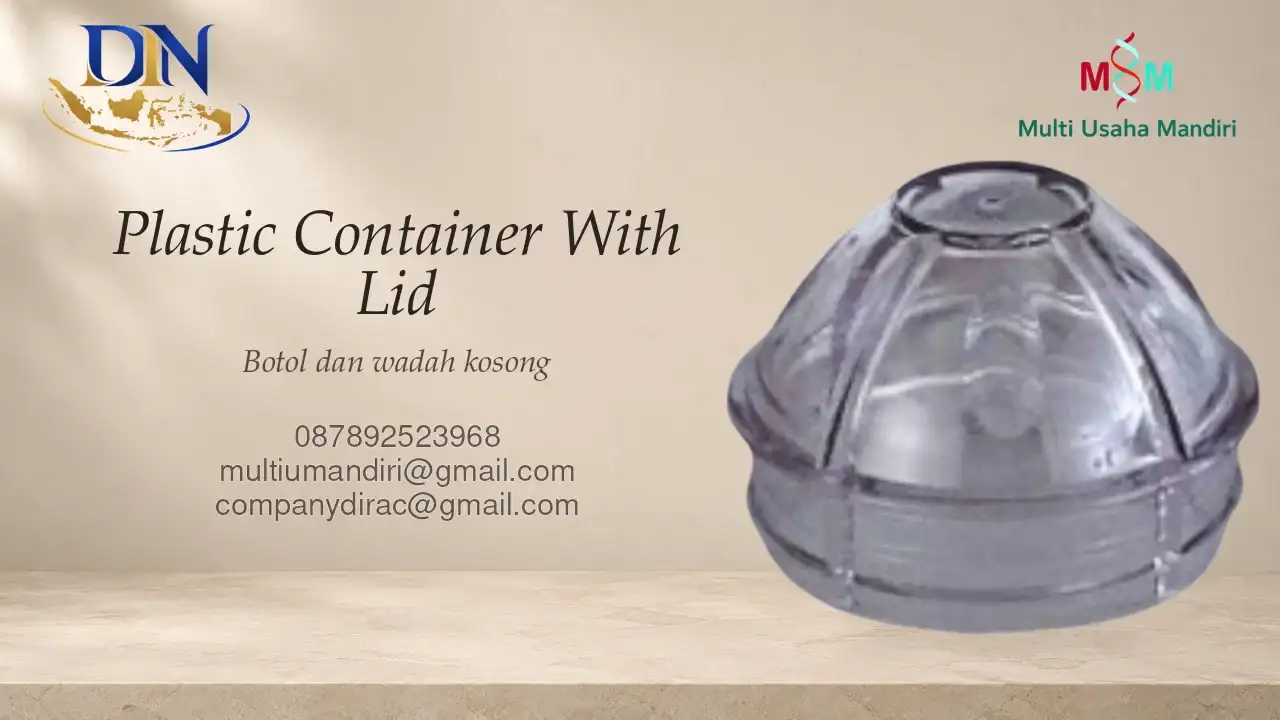 DN
MSM
Multi Usaha Mandiri
Plastic Container With
Lid
Botol dan wadah kosong
087892523968
multiumandiri@gmail.com
companydirac@gmail.com